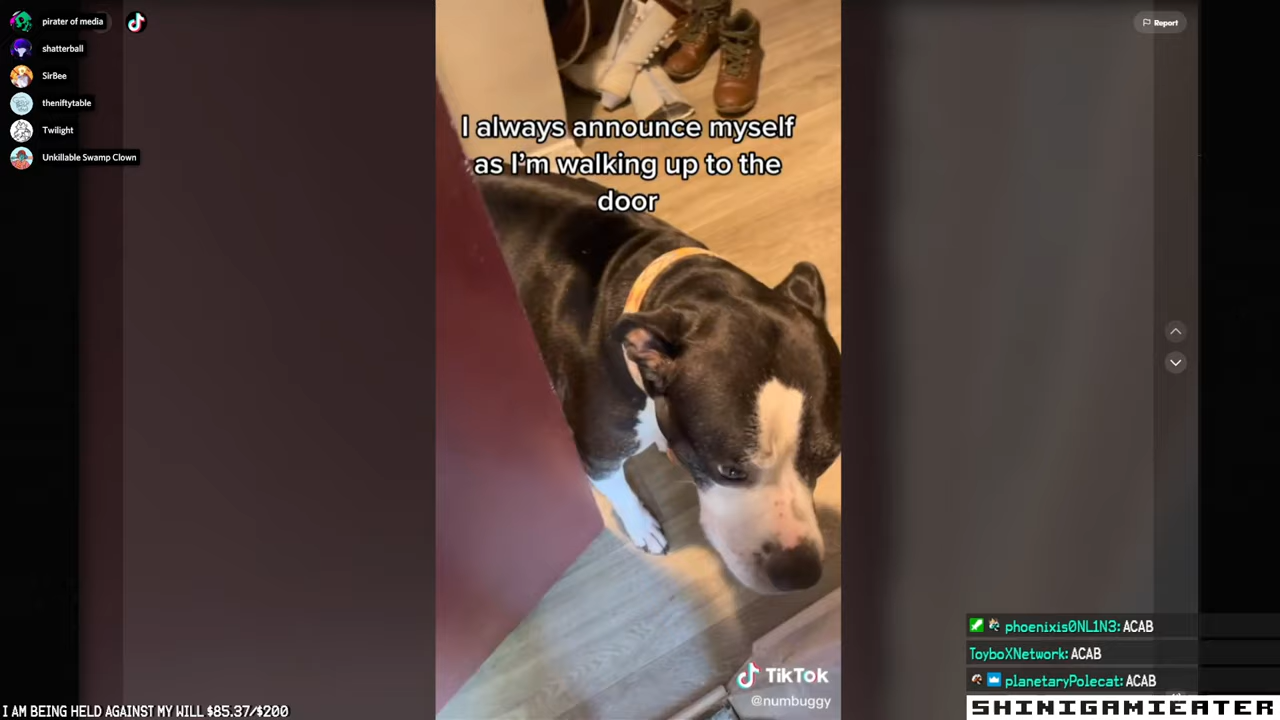 pirater of media
shatterball
SirBee
theniftytable
Twilight
Unkillable Swamp Clown
Report
I always announce myself
as I'm walking up to the
door
TikTok
@numbuggy
phoenixis0NL1N3: ACAB
ToyboXNetwork: ACAB
planetaryPolecat: ACAB
SHINIGAMIEATER
I AM BEING HELD AGAINST MY WILL $85.37/$200